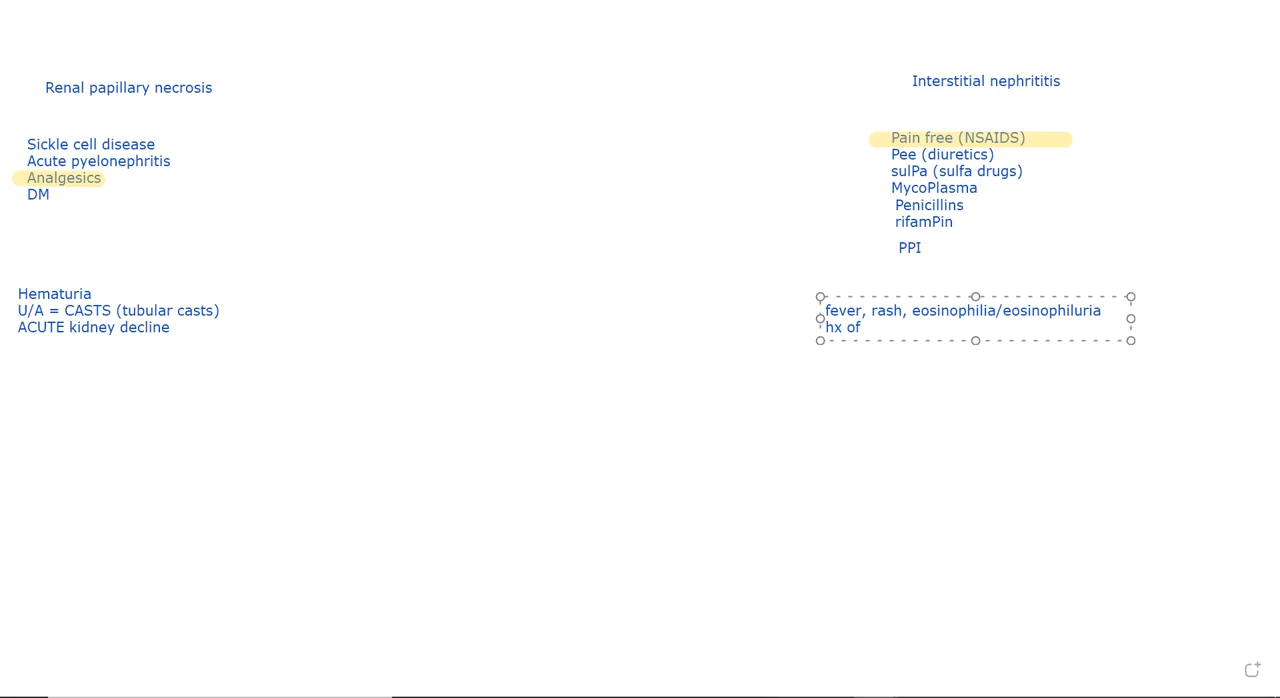 Renal papillary necrosis
Sickle cell disease
Acute pyelonephritis
Analgesics
DM
Hematuria
U/A = CASTS (tubular casts)
ACUTE kidney decline
Interstitial nephrititis
Pain free (NSAIDS)
Pee (diuretics)
sulPa (sulfa drugs)
MycoPlasma
Penicillins
rifamPin
PPI
fever, rash, eosinophilia/eosinophiluria
hx of